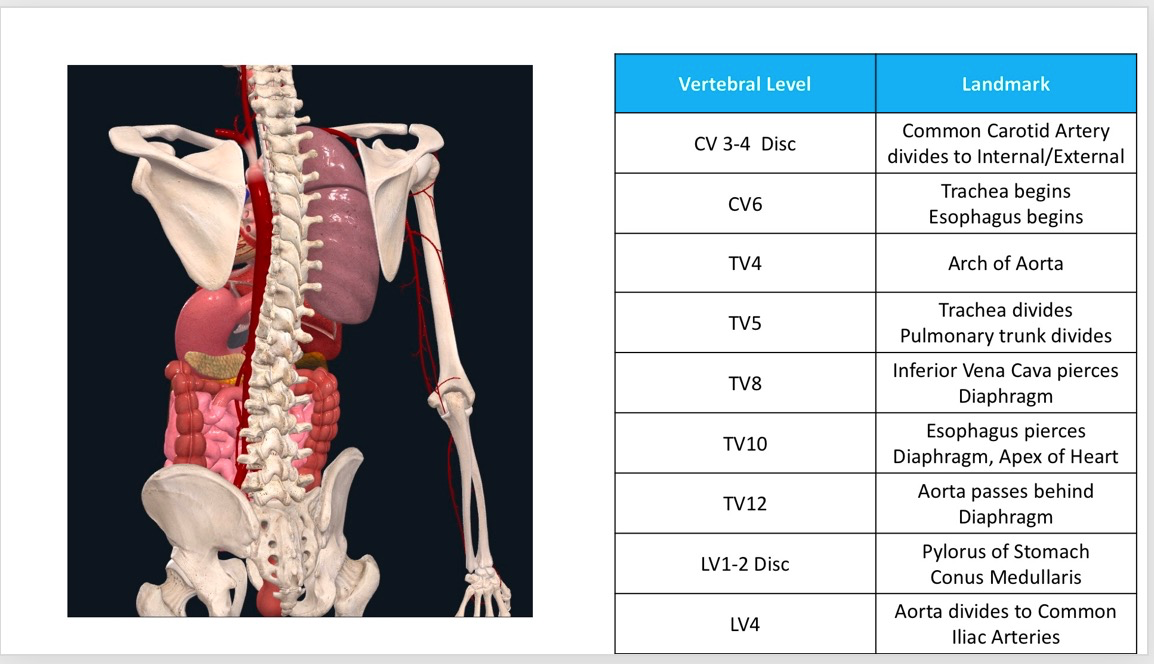 Vertebral Level
Landmark
CV 3-4 Disc
Common Carotid Artery
divides to Internal/External
CV6
Trachea begins
Esophagus begins
TV4
Arch of Aorta
TV5
Trachea divides
Pulmonary trunk divides
TV8
Inferior Vena Cava pierces
Diaphragm
TV10
Esophagus pierces
Diaphragm, Apex of Heart
TV12
Aorta passes behind
Diaphragm
LV1-2 Disc
Pylorus of Stomach
Conus Medullaris
LV4
Aorta divides to Common
Iliac Arteries